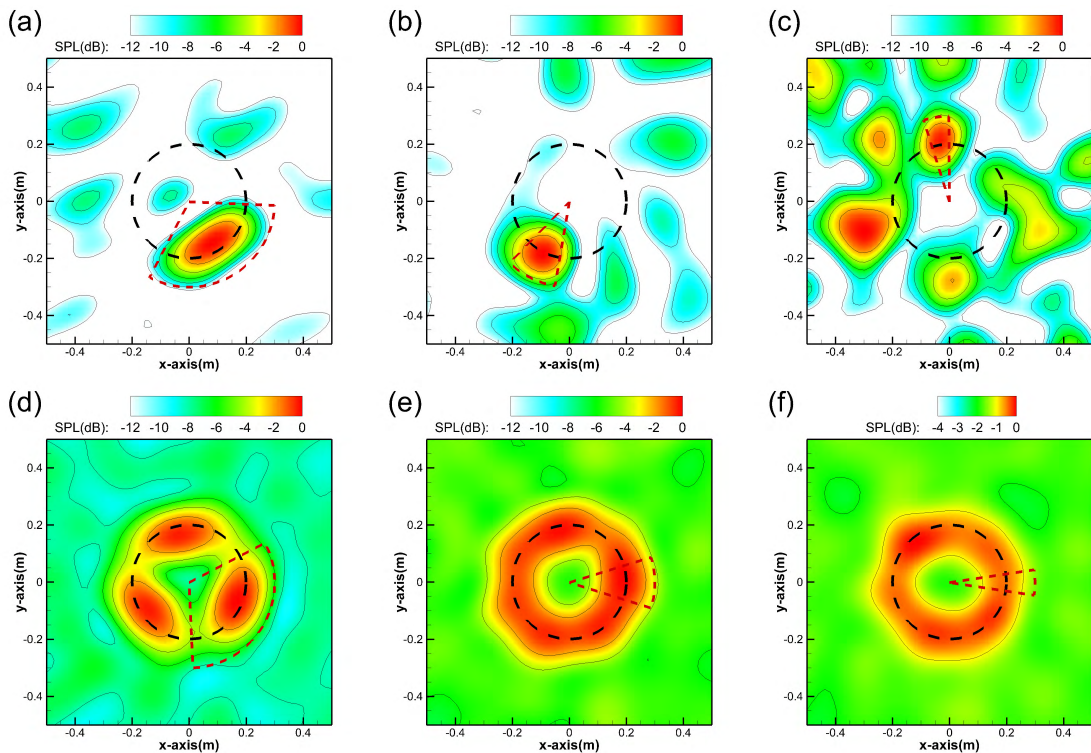 (a) (b) (c)
SPL(dB): -12 -10 -8 -6 -4 -2 0 SPL(dB): -12 -10 -8 -6 -4 -2 0 SPL(dB): -12 -10 -8 -6 -4 -2 0
0.4 0.4 0.4
0.2 0.2 0.2
y-axis(m) 0 y-axis(m) 0 y-axis(m) 0
-0.2 -0.2 -0.2
-0.4 -0.4 -0.4
-0.4 -0.2 0 0.2 0.4 -0.4 -0.2 0 0.2 0.4 -0.4 -0.2 0 0.2 0.4
x-axis(m) x-axis(m) x-axis(m)
(d) (e) (f)
SPL(dB): -12 -10 -8 -6 -4 -2 0 SPL(dB): -12 -10 -8 -6 -4 -2 0 SPL(dB): -4 -3 -2 -1 0
0.4 0.4 0.4
0.2 0.2 0.2
y-axis(m) 0 y-axis(m) 0 y-axis(m) 0
-0.2 -0.2 -0.2
-0.4 -0.4 -0.4
-0.4 -0.2 0 0.2 0.4 -0.4 -0.2 0 0.2 0.4 -0.4 -0.2 0 0.2 0.4
x-axis(m) x-axis(m) x-axis(m)